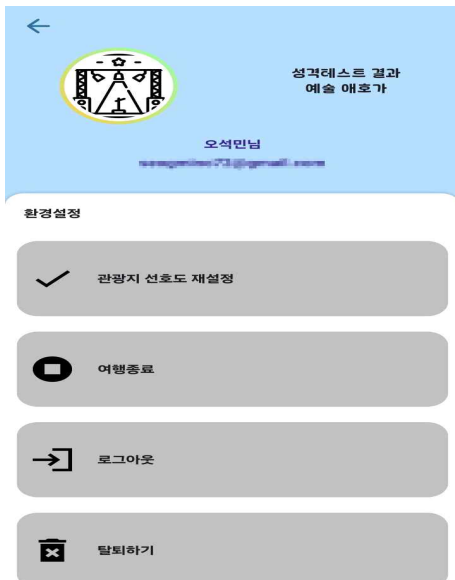 성격테스트 결과
예술 애호가
오석민님
환경설정
관광지 선호도 재설정
여행종료
로그아웃
탈퇴하기